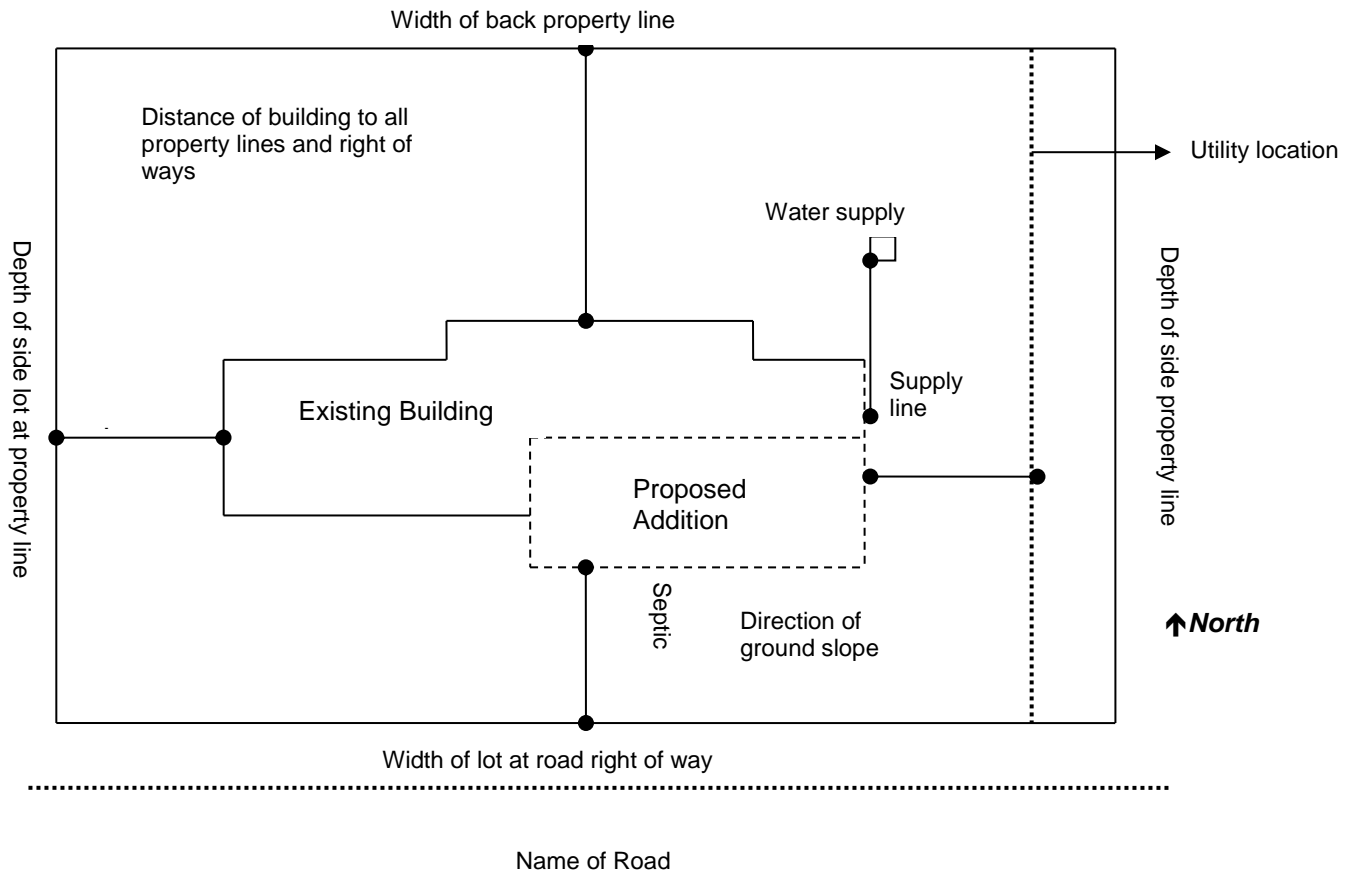 Width of back property line
Distance of building to all
property lines and right of
ways
Utility location
Water supply
Depth of side lot at property line
Depth of side property line
Supply
line
Existing Building
Proposed
Addition
Septic
Direction of
ground slope
North
Width of lot at road right of way
Name of Road